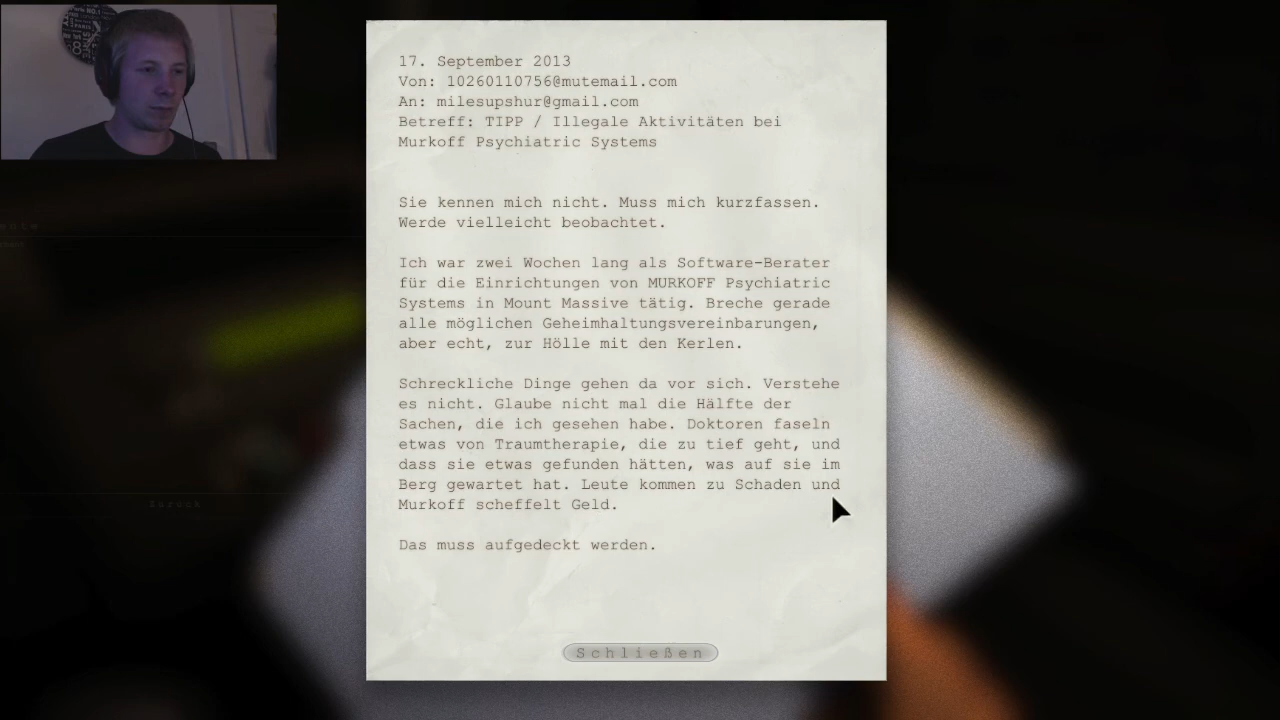 17. September 2013
Von: 10260110756@mutemail.com
An: milesupshur@gmail.com
Betreff: TIPP / Illegale Aktivitäten bei
Murkoff Psychiatric Systems
Sie kennen mich nicht. Muss mich kurzfassen.
Werde vielleicht beobachtet.
Ich war zwei Wochen lang als Software-Berater
für die Einrichtungen von MURKOFF Psychiatric
Systems in Mount Massive tätig. Breche gerade
alle möglichen Geheimhaltungsvereinbarungen,
aber echt, zur Hölle mit den Kerlen.
Schreckliche Dinge gehen da vor sich. Verstehe
es nicht. Glaube nicht mal die Hälfte der
Sachen, die ich gesehen habe. Doktoren faseln
etwas von Traumtherapie, die zu tief geht, und
dass sie etwas gefunden hätten, was auf sie im
Berg gewartet hat. Leute kommen zu Schaden und
Murkoff scheffelt Geld.
Das muss aufgedeckt werden.
Zurück
Schließen